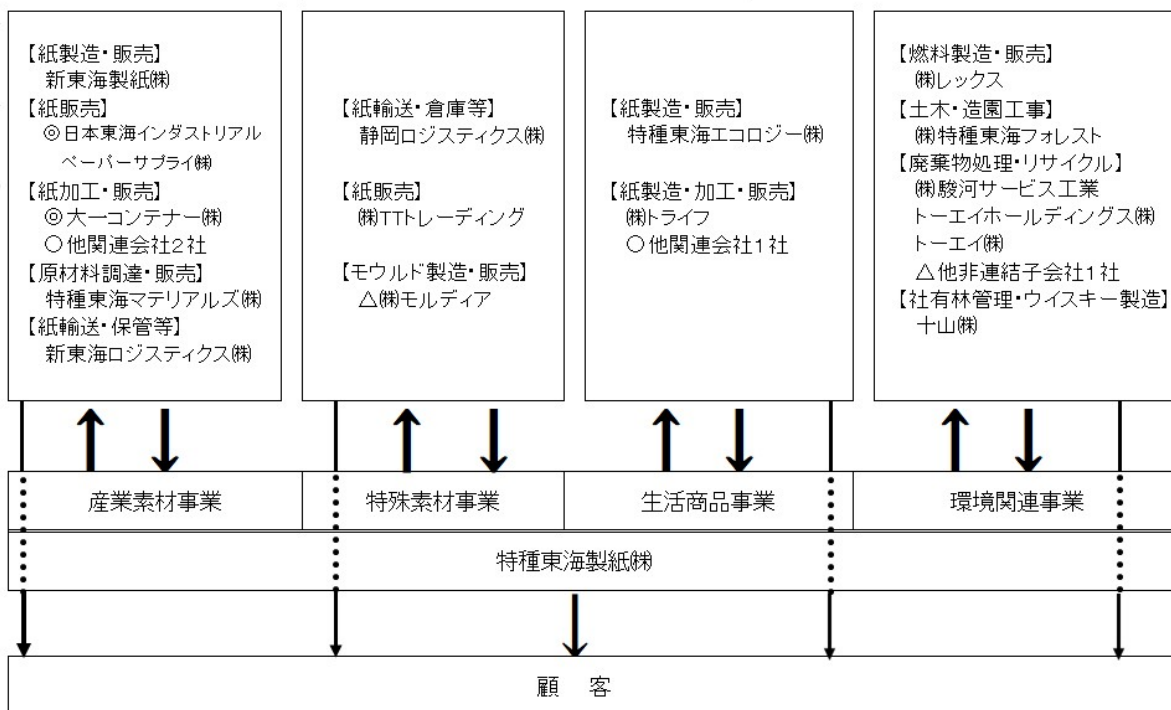 【紙製造・販売】
新東海製紙㈱
【紙販売】
◎日本東海インダストリアル
ペーパーサプライ㈱
【紙加工・販売】
◎大一コンテナー㈱
○他関連会社2社
【原材料調達・販売】
特種東海マテリアルズ㈱
【紙輸送・保管等】
新東海ロジスティクス㈱
【紙輸送・倉庫等】
静岡ロジスティクス㈱
【紙販売】
㈱TTトレーディング
【モウルド製造・販売】
△㈱モルディア
【紙製造・販売】
特種東海エコロジー㈱
【紙製造・加工・販売】
㈱トライフ
○他関連会社1社
【燃料製造・販売】
㈱レックス
【土木・造園工事】
㈱特種東海フォレスト
【廃棄物処理・リサイクル】
㈱駿河サービス工業
トーエイホールディングス㈱
トーエイ㈱
△他非連結子会社1社
【社有林管理・ウイスキー製造】
十山㈱
産業素材事業
特殊素材事業
生活商品事業
環境関連事業
特種東海製紙㈱
顧 客